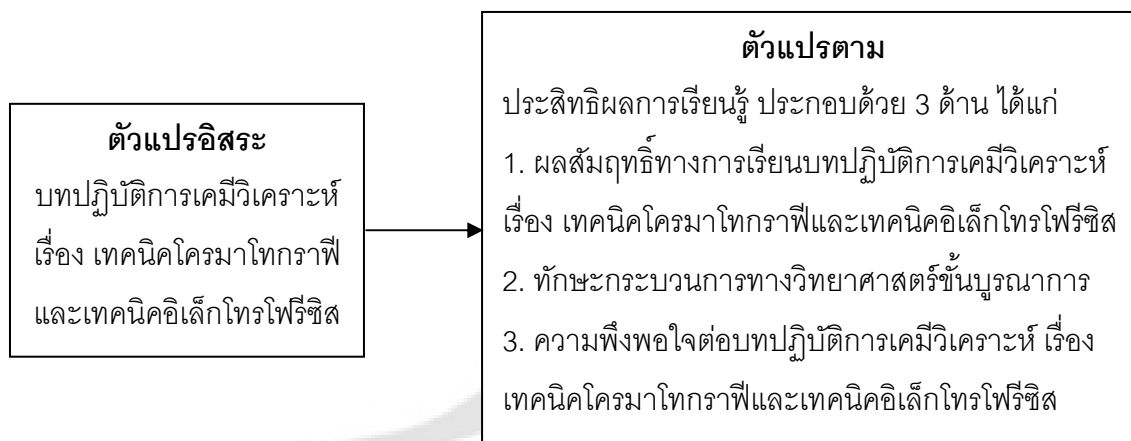 ตัวแปรอิสระ
บทปฏิบัติการเคมีวิเคราะห์
เรื่อง เทคนิคโครมาโทกราฟี
และเทคนิคอิเล็กโทรโฟรีซิส
ตัวแปรตาม
ประสิทธิผลการเรียนรู้ ประกอบด้วย 3 ด้าน ได้แก่
1. ผลสัมฤทธิ์ทางการเรียนบทปฏิบัติการเคมีวิเคราะห์
เรื่อง เทคนิคโครมาโทกราฟีและเทคนิคอิเล็กโทรโฟรีซิส
2. ทักษะกระบวนการทางวิทยาศาสตร์ขั้นบูรณาการ
3. ความพึงพอใจต่อบทปฏิบัติการเคมีวิเคราะห์ เรื่อง
เทคนิคโครมาโทกราฟีและเทคนิคอิเล็กโทรโฟรีซิส